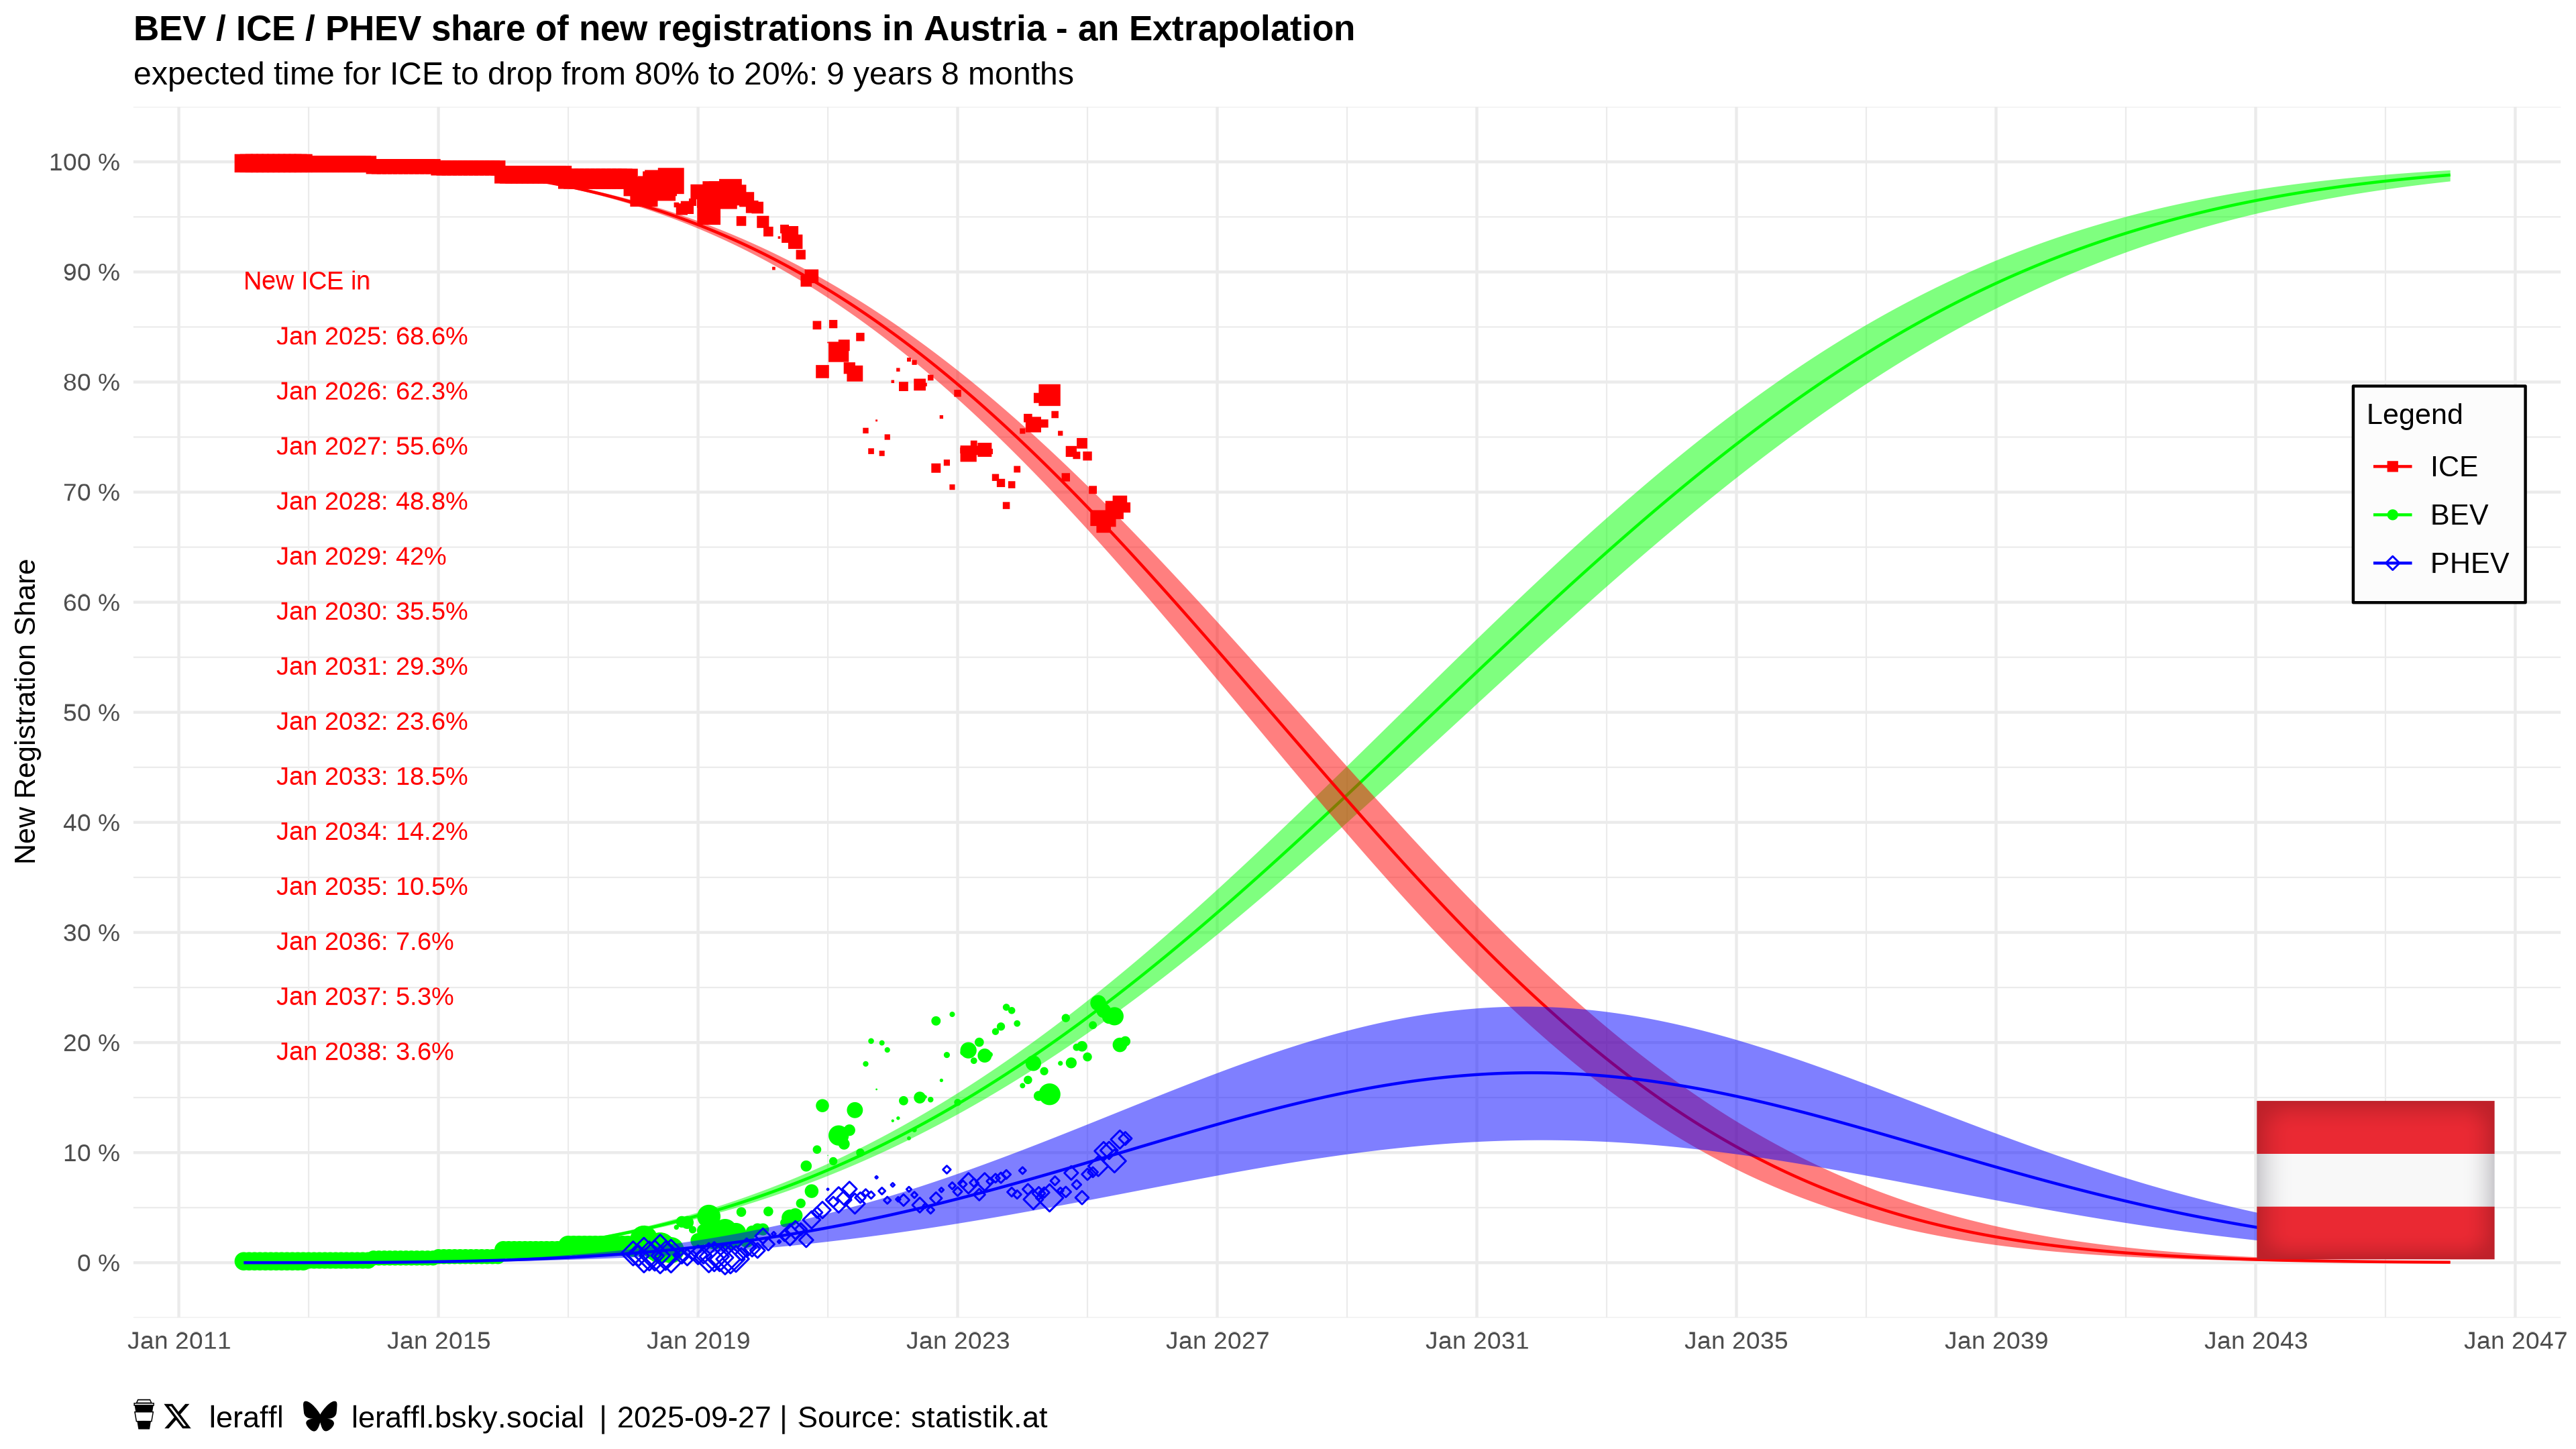 BEV / ICE / PHEV share of new registrations in Austria - an Extrapolation
expected time for ICE to drop from 80% to 20%: 9 years 8 months
New Registration Share
100 %
90 %
80 %
70 %
60 %
50 %
40 %
30 %
20 %
10 %
0 %
New ICE in
Jan 2025: 68.6%
Jan 2026: 62.3%
Jan 2027: 55.6%
Jan 2028: 48.8%
Jan 2029: 42%
Jan 2030: 35.5%
Jan 2031: 29.3%
Jan 2032: 23.6%
Jan 2033: 18.5%
Jan 2034: 14.2%
Jan 2035: 10.5%
Jan 2036: 7.6%
Jan 2037: 5.3%
Jan 2038: 3.6%
Legend
ICE
BEV
PHEV
Jan 2011 Jan 2015 Jan 2019 Jan 2023 Jan 2027 Jan 2031 Jan 2035 Jan 2039 Jan 2043 Jan 2047
leraffl leraffl.bsky.social | 2025-09-27 | Source: statistik.at